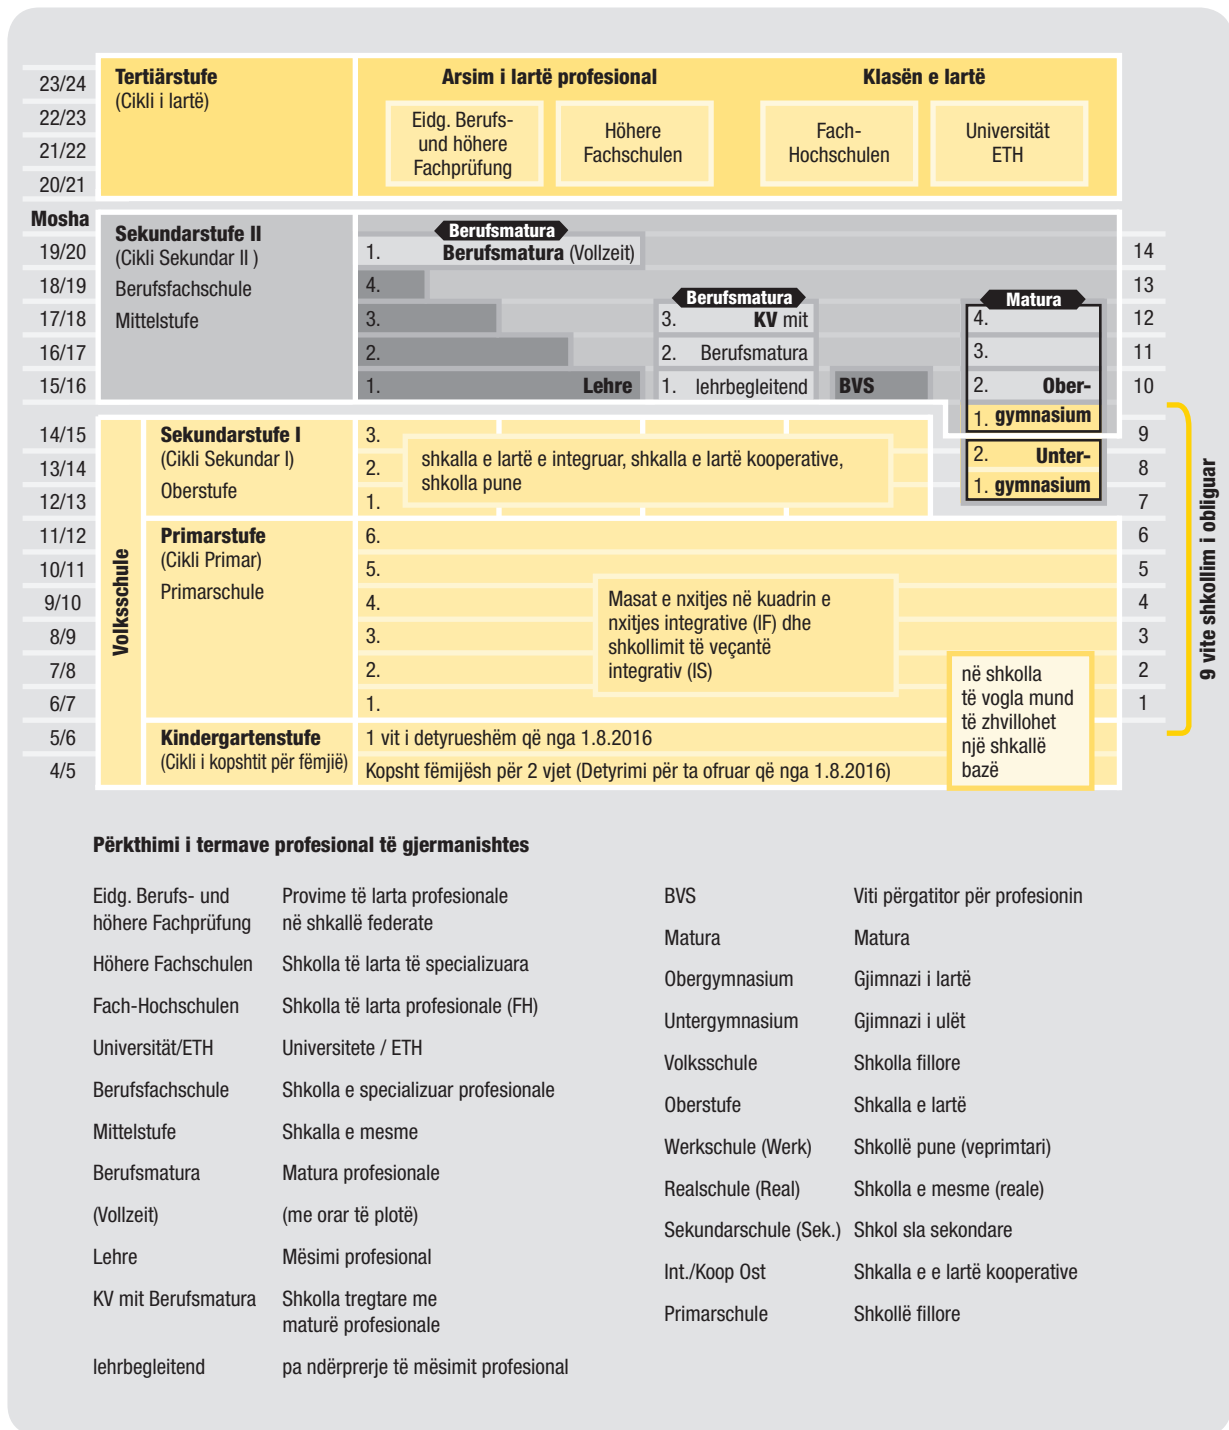 23/24
22/23
21/22
20/21
Tertiärstufe
(Cikli i lartë)
Arsim i lartë profesional
Klasën e lartë
Eidg. Berufs-
und höhere
Fachprüfung
Höhere
Fachschulen
Fach-
Hochschulen
Universität
ETH
Mosha
19/20
18/19
17/18
16/17
15/16
Sekundarstufe II
(Cikli Sekundar II )
Berufsfachschule
Mittelstufe
Berufsmatura
1. Berufsmatura (Vollzeit)
4.
3.
2.
1. Lehre
Berufsmatura
3. KV mit
2. Berufsmatura
1. lehrbegleitend
BVS
Matura
4.
3.
2. Ober-
1. gymnasium
2. Unter-
1. gymnasium
14
13
12
11
10
9
8
7
6
5
4
3
2
1
9 vite shkollim i obliguar
14/15
13/14
12/13
11/12
10/11
9/10
8/9
7/8
6/7
5/6
4/5
Volksschule
Sekundarstufe I
(Cikli Sekundar I)
Oberstufe
3.
2.
1.
shkalla e lartë e integruar, shkalla e lartë kooperative,
shkolla pune
Primarstufe
(Cikli Primar)
Primarschule
6.
5.
4.
3.
2.
1.
Masat e nxitjes në kuadrin e
nxitjes integrative (IF) dhe
shkollimit të veçantë
integrativ (IS)
në shkolla
të vogla mund
të zhvillohet
një shkallë
bazë
Kindergartenstufe
(Cikli i kopshtit për fëmjië)
1 vit i detyrueshëm që nga 1.8.2016
Kopsht fëmijësh për 2 vjet (Detyrimi për ta ofruar që nga 1.8.2016)
Përkthimi i termave profesional të gjermanishtes
Eidg. Berufs- und Provime të larta profesionale
höhere Fachprüfung në shkallë federate
Höhere Fachschulen Shkolla të larta të specializuara
Fach-Hochschulen Shkolla të larta profesionale (FH)
Universität/ETH Universitete / ETH
Berufsfachschule Shkolla e specializuar profesionale
Mittelstufe Shkalla e mesme
Berufsmatura Matura profesionale
(Vollzeit) (me orar të plotë)
Lehre Mësimi profesional
KV mit Berufsmatura Shkolla tregtare me
maturë profesionale
lehrbegleitend pa ndërprerje të mësimit profesional
BVS Viti përgatitor për profesionin
Matura Matura
Obergymnasium Gjimnazi i lartë
Untergymnasium Gjimnazi i ulët
Volksschule Shkolla fillore
Oberstufe Shkalla e lartë
Werkschule (Werk) Shkollë pune (veprimtari)
Realschule (Real) Shkolla e mesme (reale)
Sekundarschule (Sek.) Shkol sla sekondare
Int./Koop Ost Shkalla e e lartë kooperative
Primarschule Shkollë fillore